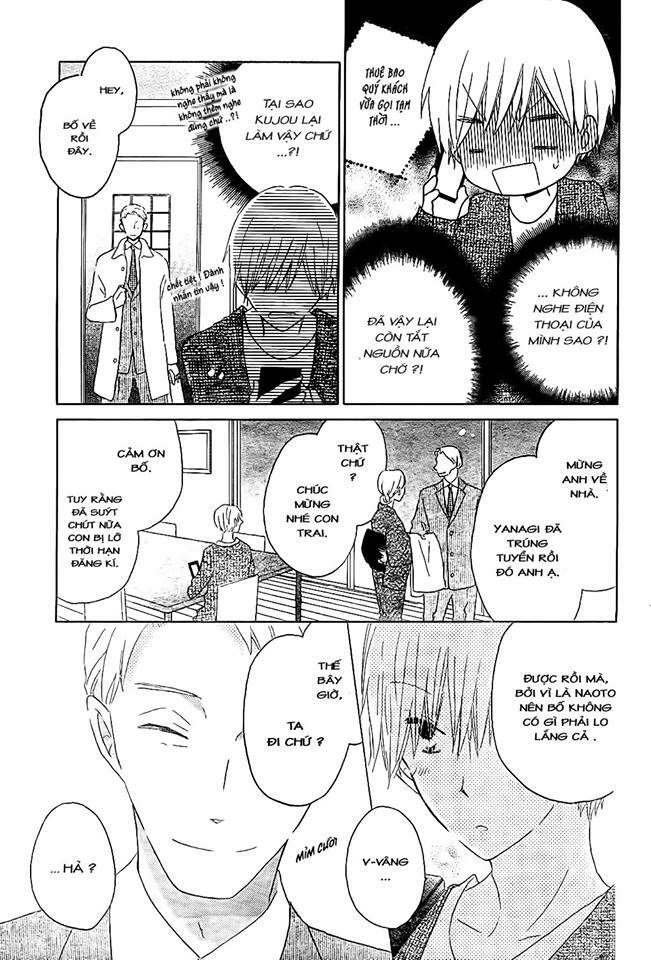 THUÊ BAO
QUÝ KHÁCH
VỪA GỌI TẠM
THỜI ...
... KHÔNG
NGHE ĐIỆN
THOẠI CỦA
MÌNH SAO ?!
ĐÃ VẬY LẠI
CÒN TẮT
NGUỒN NỮA
CHỚ ?!
TẠI SAO
KUJOU LẠI
LÀM VẬY CHỨ
...?!
không phải không
nghe thấy mà là
không thèm nghe
đúng chứ ..?!
HEY,
BỐ VỀ
RỒI
ĐÂY.
chết tiệt ! Đành
nhắn tin vậy !
MỪNG
ANH VỀ
NHÀ.
YANAGI ĐÃ
TRÚNG
TUYỂN RỒI
ĐÓ ANH Ạ.
THẬT
CHỨ
?
CHÚC
MỪNG
NHÉ CON
TRAI.
CẢM ƠN
BỐ.
TUY RẰNG
ĐÃ SUÝT
CHÚT NỮA
CON BỊ LỠ
THỜI HẠN
ĐĂNG KÍ.
ĐƯỢC RỒI MÀ,
BỞI VÌ LÀ NAOTO
NÊN BỐ KHÔNG
CÓ GÌ PHẢI LO
LẮNG CẢ .
THẾ
BÂY
GIỜ,
TA
ĐI CHỨ ?
V-VÂNG
...
MỈM CƯỜI
... HẢ ?